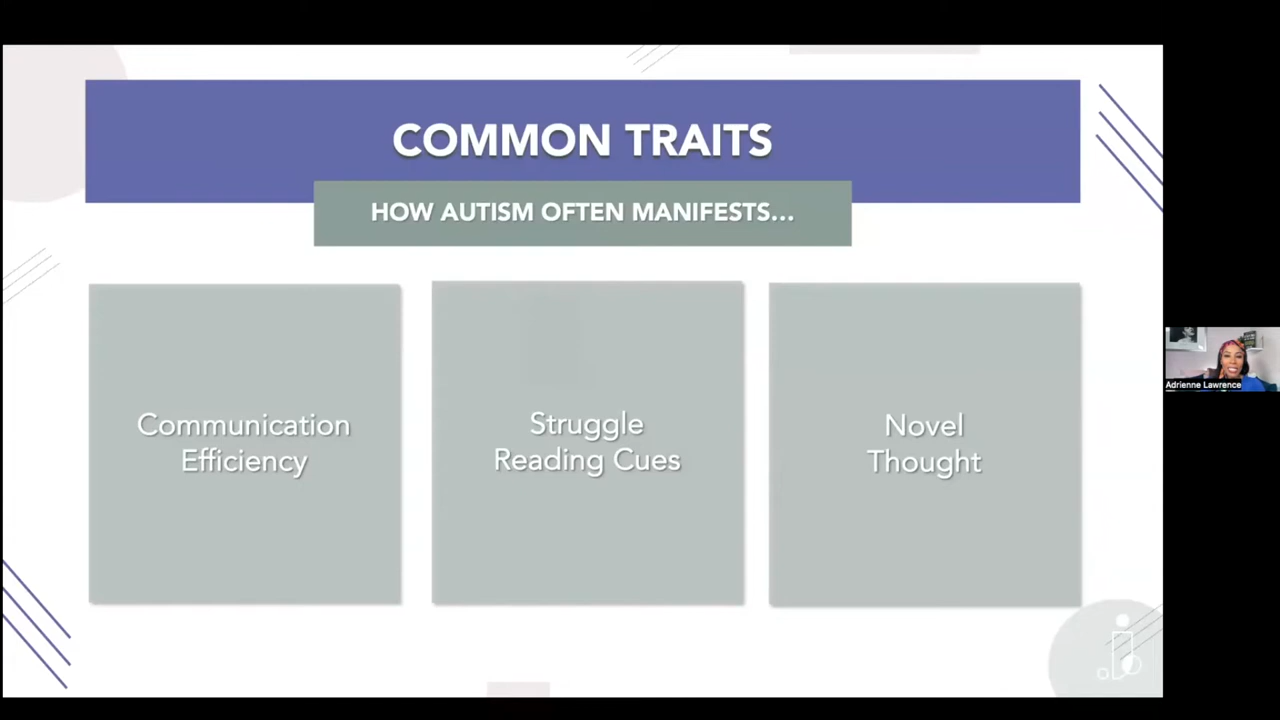 COMMON TRAITS
HOW AUTISM OFTEN MANIFESTS...
Communication
Efficiency
Struggle
Reading Cues
Novel
Thought
Adrienne Lawrence